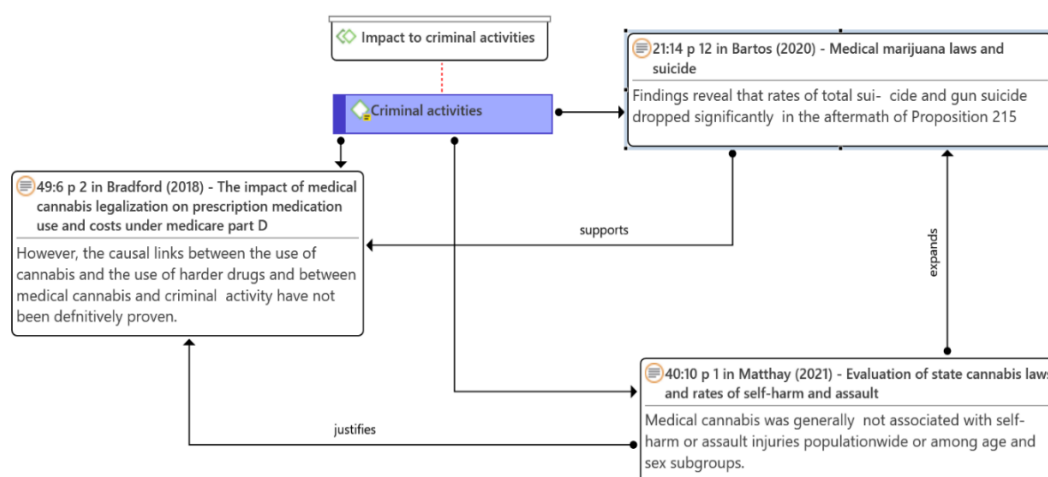 Impact to criminal activities
Criminal activities
21:14 p 12 in Bartos (2020) - Medical marijuana laws and
suicide
Findings reveal that rates of total sui- cide and gun suicide
dropped significantly in the aftermath of Proposition 215
49:6 p 2 in Bradford (2018) - The impact of medical
cannabis legalization on prescription medication
use and costs under medicare part D
However, the causal links between the use of
cannabis and the use of harder drugs and between
medical cannabis and criminal activity have not
been defnitively proven.
supports
expands
40:10 p 1 in Matthay (2021) - Evaluation of state cannabis laws
and rates of self-harm and assault
Medical cannabis was generally not associated with self-
harm or assault injuries populationwide or among age and
sex subgroups.
justifies